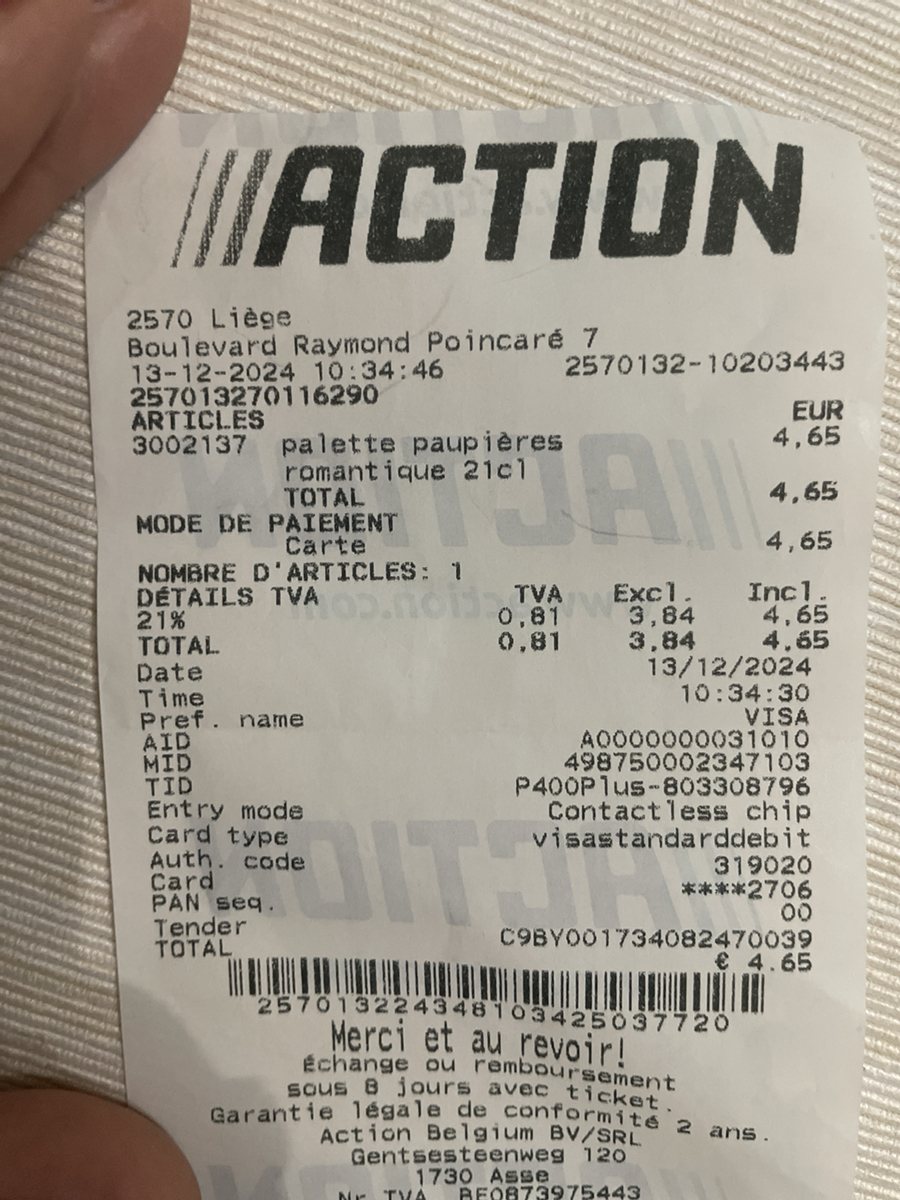 ACTION
2570 Liège
Boulevard Raymond Poincaré 7
13-12-2024 10:34:46 2570132-10203443
257013270116290
ARTICLES EUR
3002137 palette paupières 4,65
romantique 21cl
TOTAL 4,65
MODE DE PAIEMENT
Carte 4,65
NOMBRE D'ARTICLES: 1
DÉTAILS TVA TVA Excl. Incl.
21% 0,81 3,84 4,65
TOTAL 0,81 3,84 4,65
Date 13/12/2024
Time 10:34:30
Pref. name VISA
AID A0000000031010
MID 498750002347103
TID P400Plus-803308796
Entry mode Contactless chip
Card type visastandarddebit
Auth. code 319020
Card ****2706
PAN seq. 00
Tender C9BY001734082470039
TOTAL € 4.65
257013224348103425037720
Merci et au revoir!
Échange ou remboursement
sous 8 jours avec ticket.
Garantie légale de conformité 2 ans.
Action Belgium BV/SRL
Gentsesteenweg 120
1730 Asse
Nr TVA BE0873975443